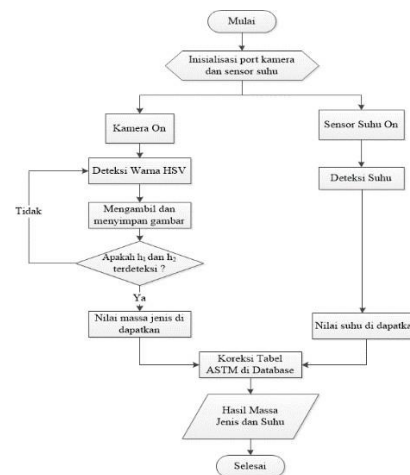 Mulai
Inisialisasi port kamera
dan sensor suhu
Kamera On
Sensor Suhu On
Deteksi Warna HSV
Deteksi Suhu
Mengambil dan
menyimpan gambar
Tidak
Apakah h₁ dan h₂
terdeteksi ?
Ya
Nilai massa jenis di
dapatkan
Nilai suhu di dapatka
Koreksi Tabel
ASTM di Database
Hasil Massa
Jenis dan Suhu
Selesai